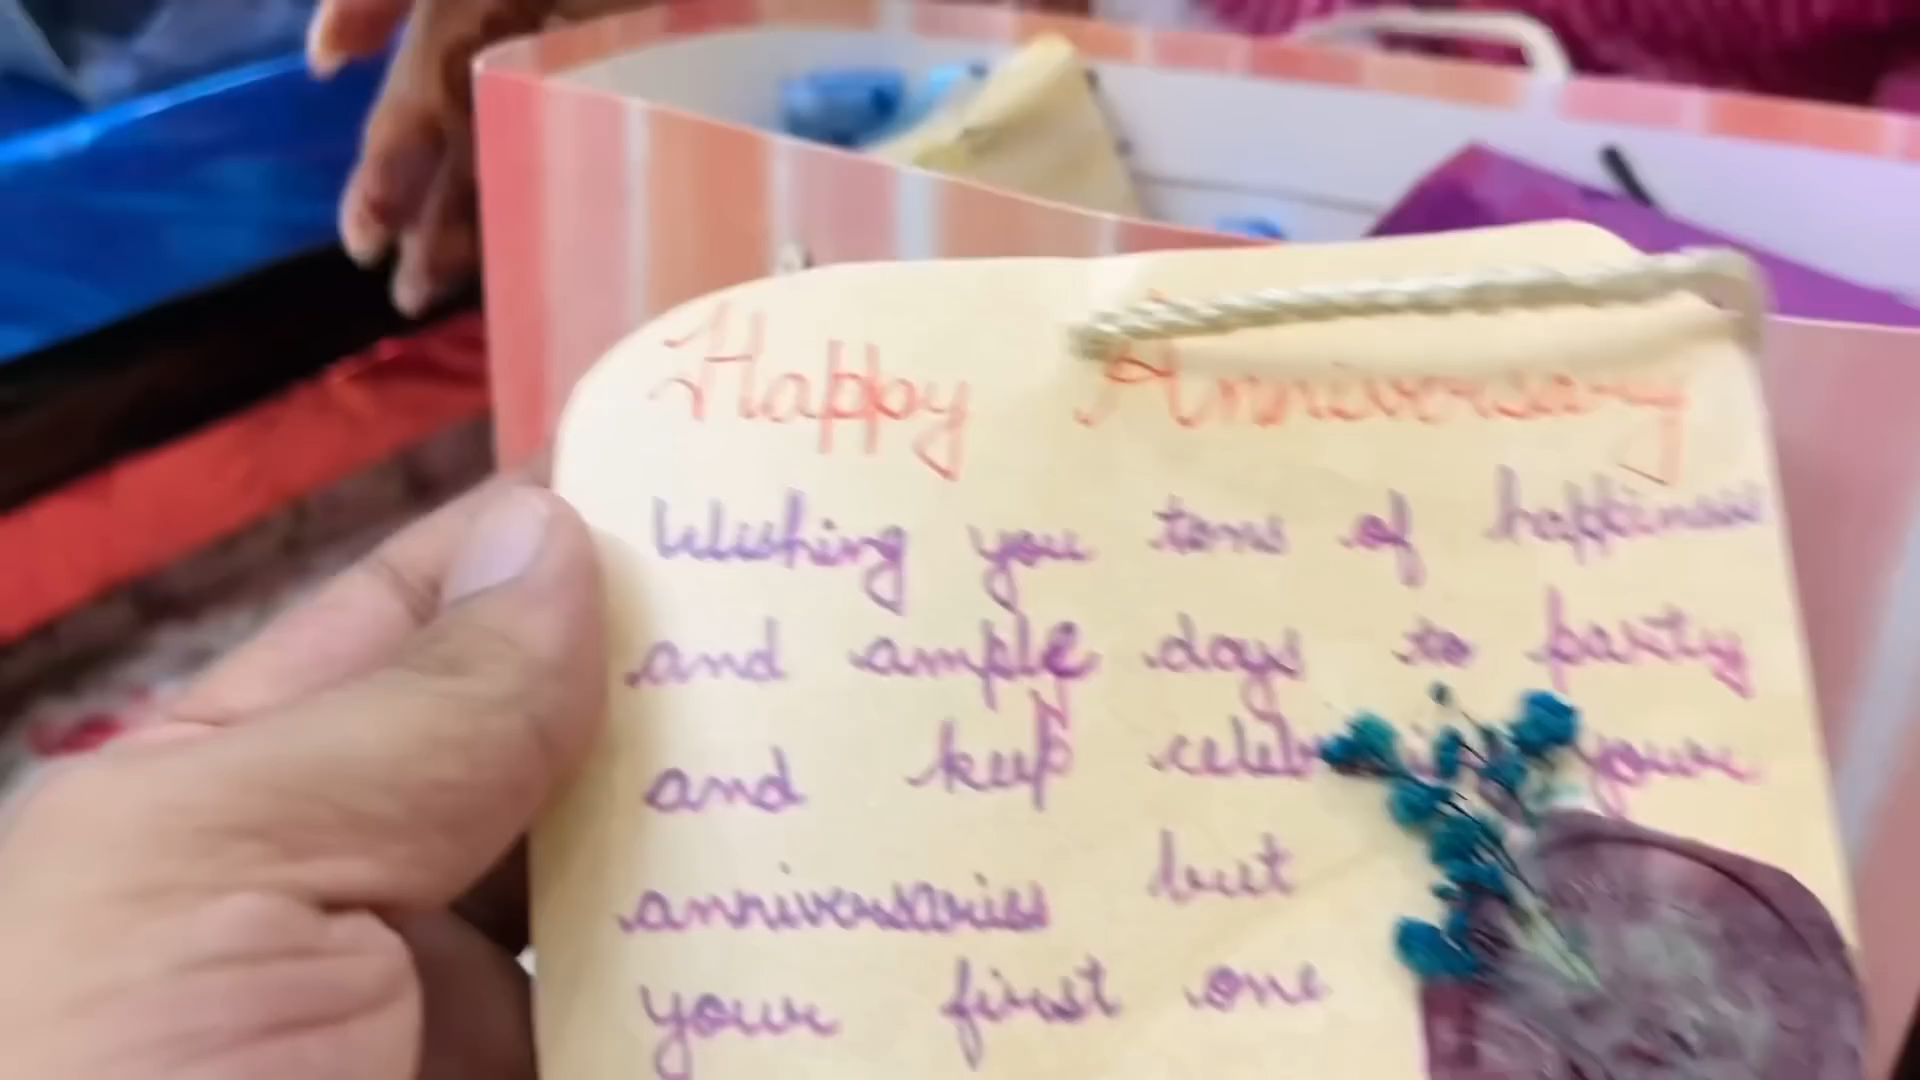 Happy Anniversary
Wishing you tons of happiness
and ample days to party
and keep your
anniversaries but
your first one